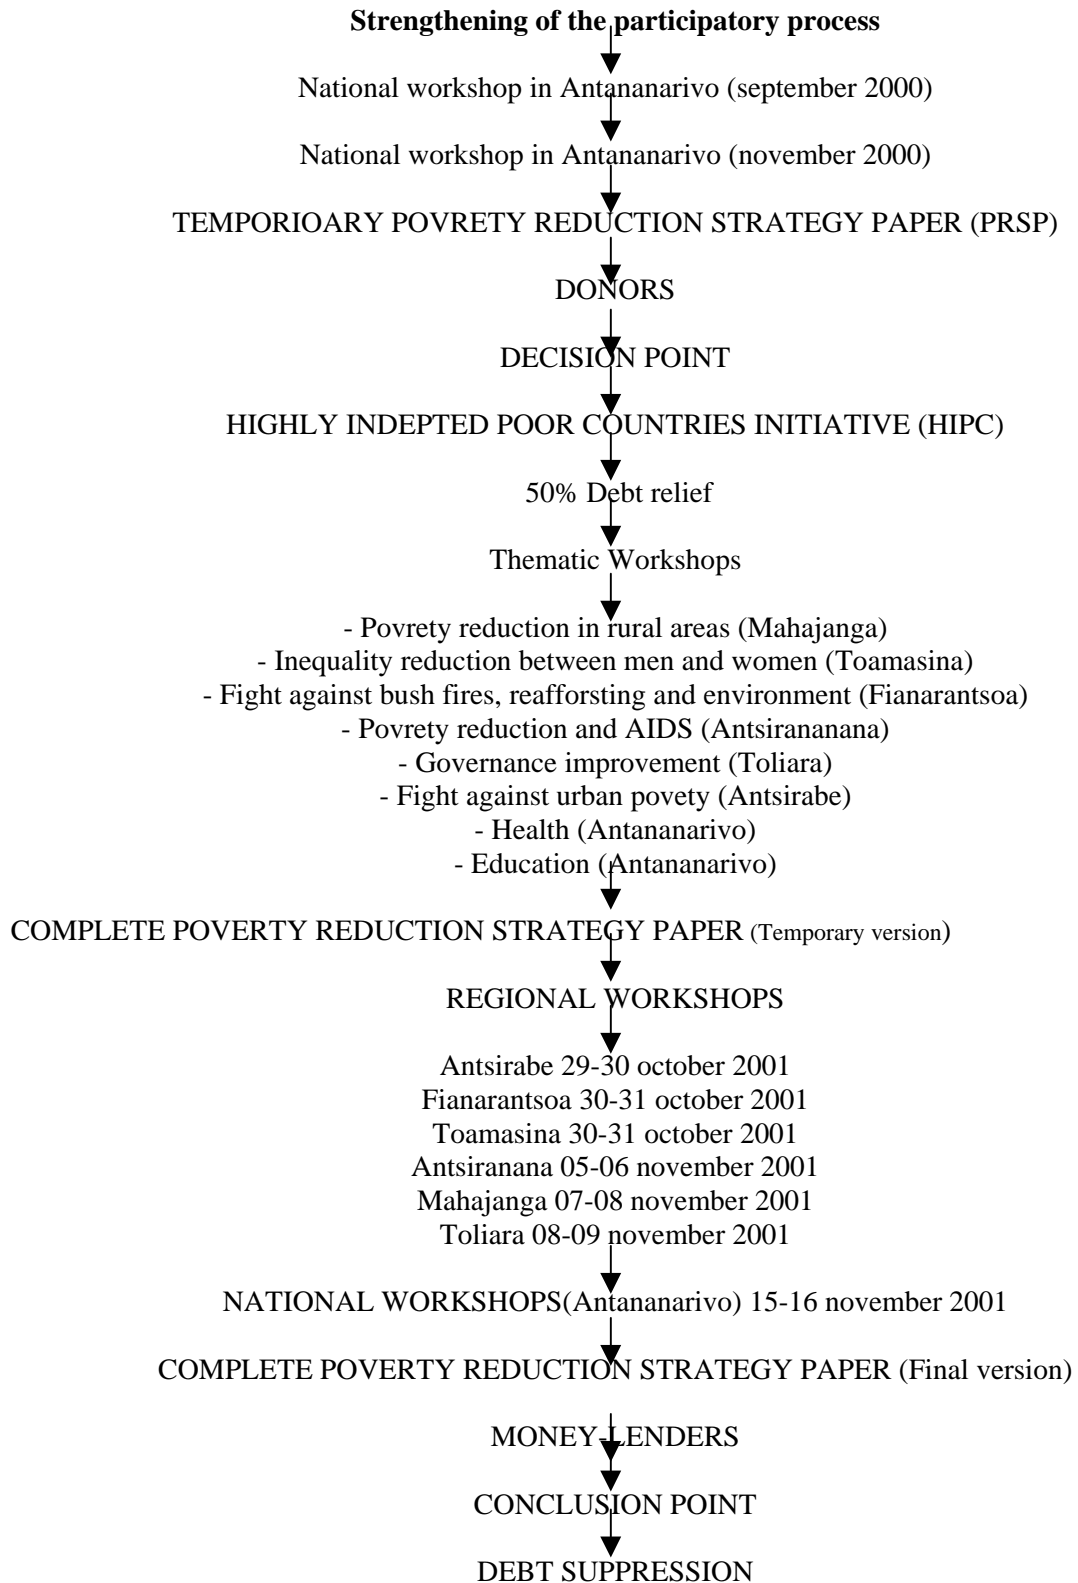 Strengthening of the participatory process
National workshop in Antananarivo (september 2000)
National workshop in Antananarivo (november 2000)
TEMPORIOARY POVRETY REDUCTION STRATEGY PAPER (PRSP)
DONORS
DECISION POINT
HIGHLY INDEPTED POOR COUNTRIES INITIATIVE (HIPC)
50% Debt relief
Thematic Workshops
- Povrety reduction in rural areas (Mahajanga)
- Inequality reduction between men and women (Toamasina)
- Fight against bush fires, reafforsting and environment (Fianarantsoa)
- Povrety reduction and AIDS (Antsirananana)
- Governance improvement (Toliara)
- Fight against urban povety (Antsirabe)
- Health (Antananarivo)
- Education (Antananarivo)
COMPLETE POVERTY REDUCTION STRATEGY PAPER (Temporary version)
REGIONAL WORKSHOPS
Antsirabe 29-30 october 2001
Fianarantsoa 30-31 october 2001
Toamasina 30-31 october 2001
Antsiranana 05-06 november 2001
Mahajanga 07-08 november 2001
Toliara 08-09 november 2001
NATIONAL WORKSHOPS(Antananarivo) 15-16 november 2001
COMPLETE POVERTY REDUCTION STRATEGY PAPER (Final version)
MONEY-LENDERS
CONCLUSION POINT
DEBT SUPPRESSION